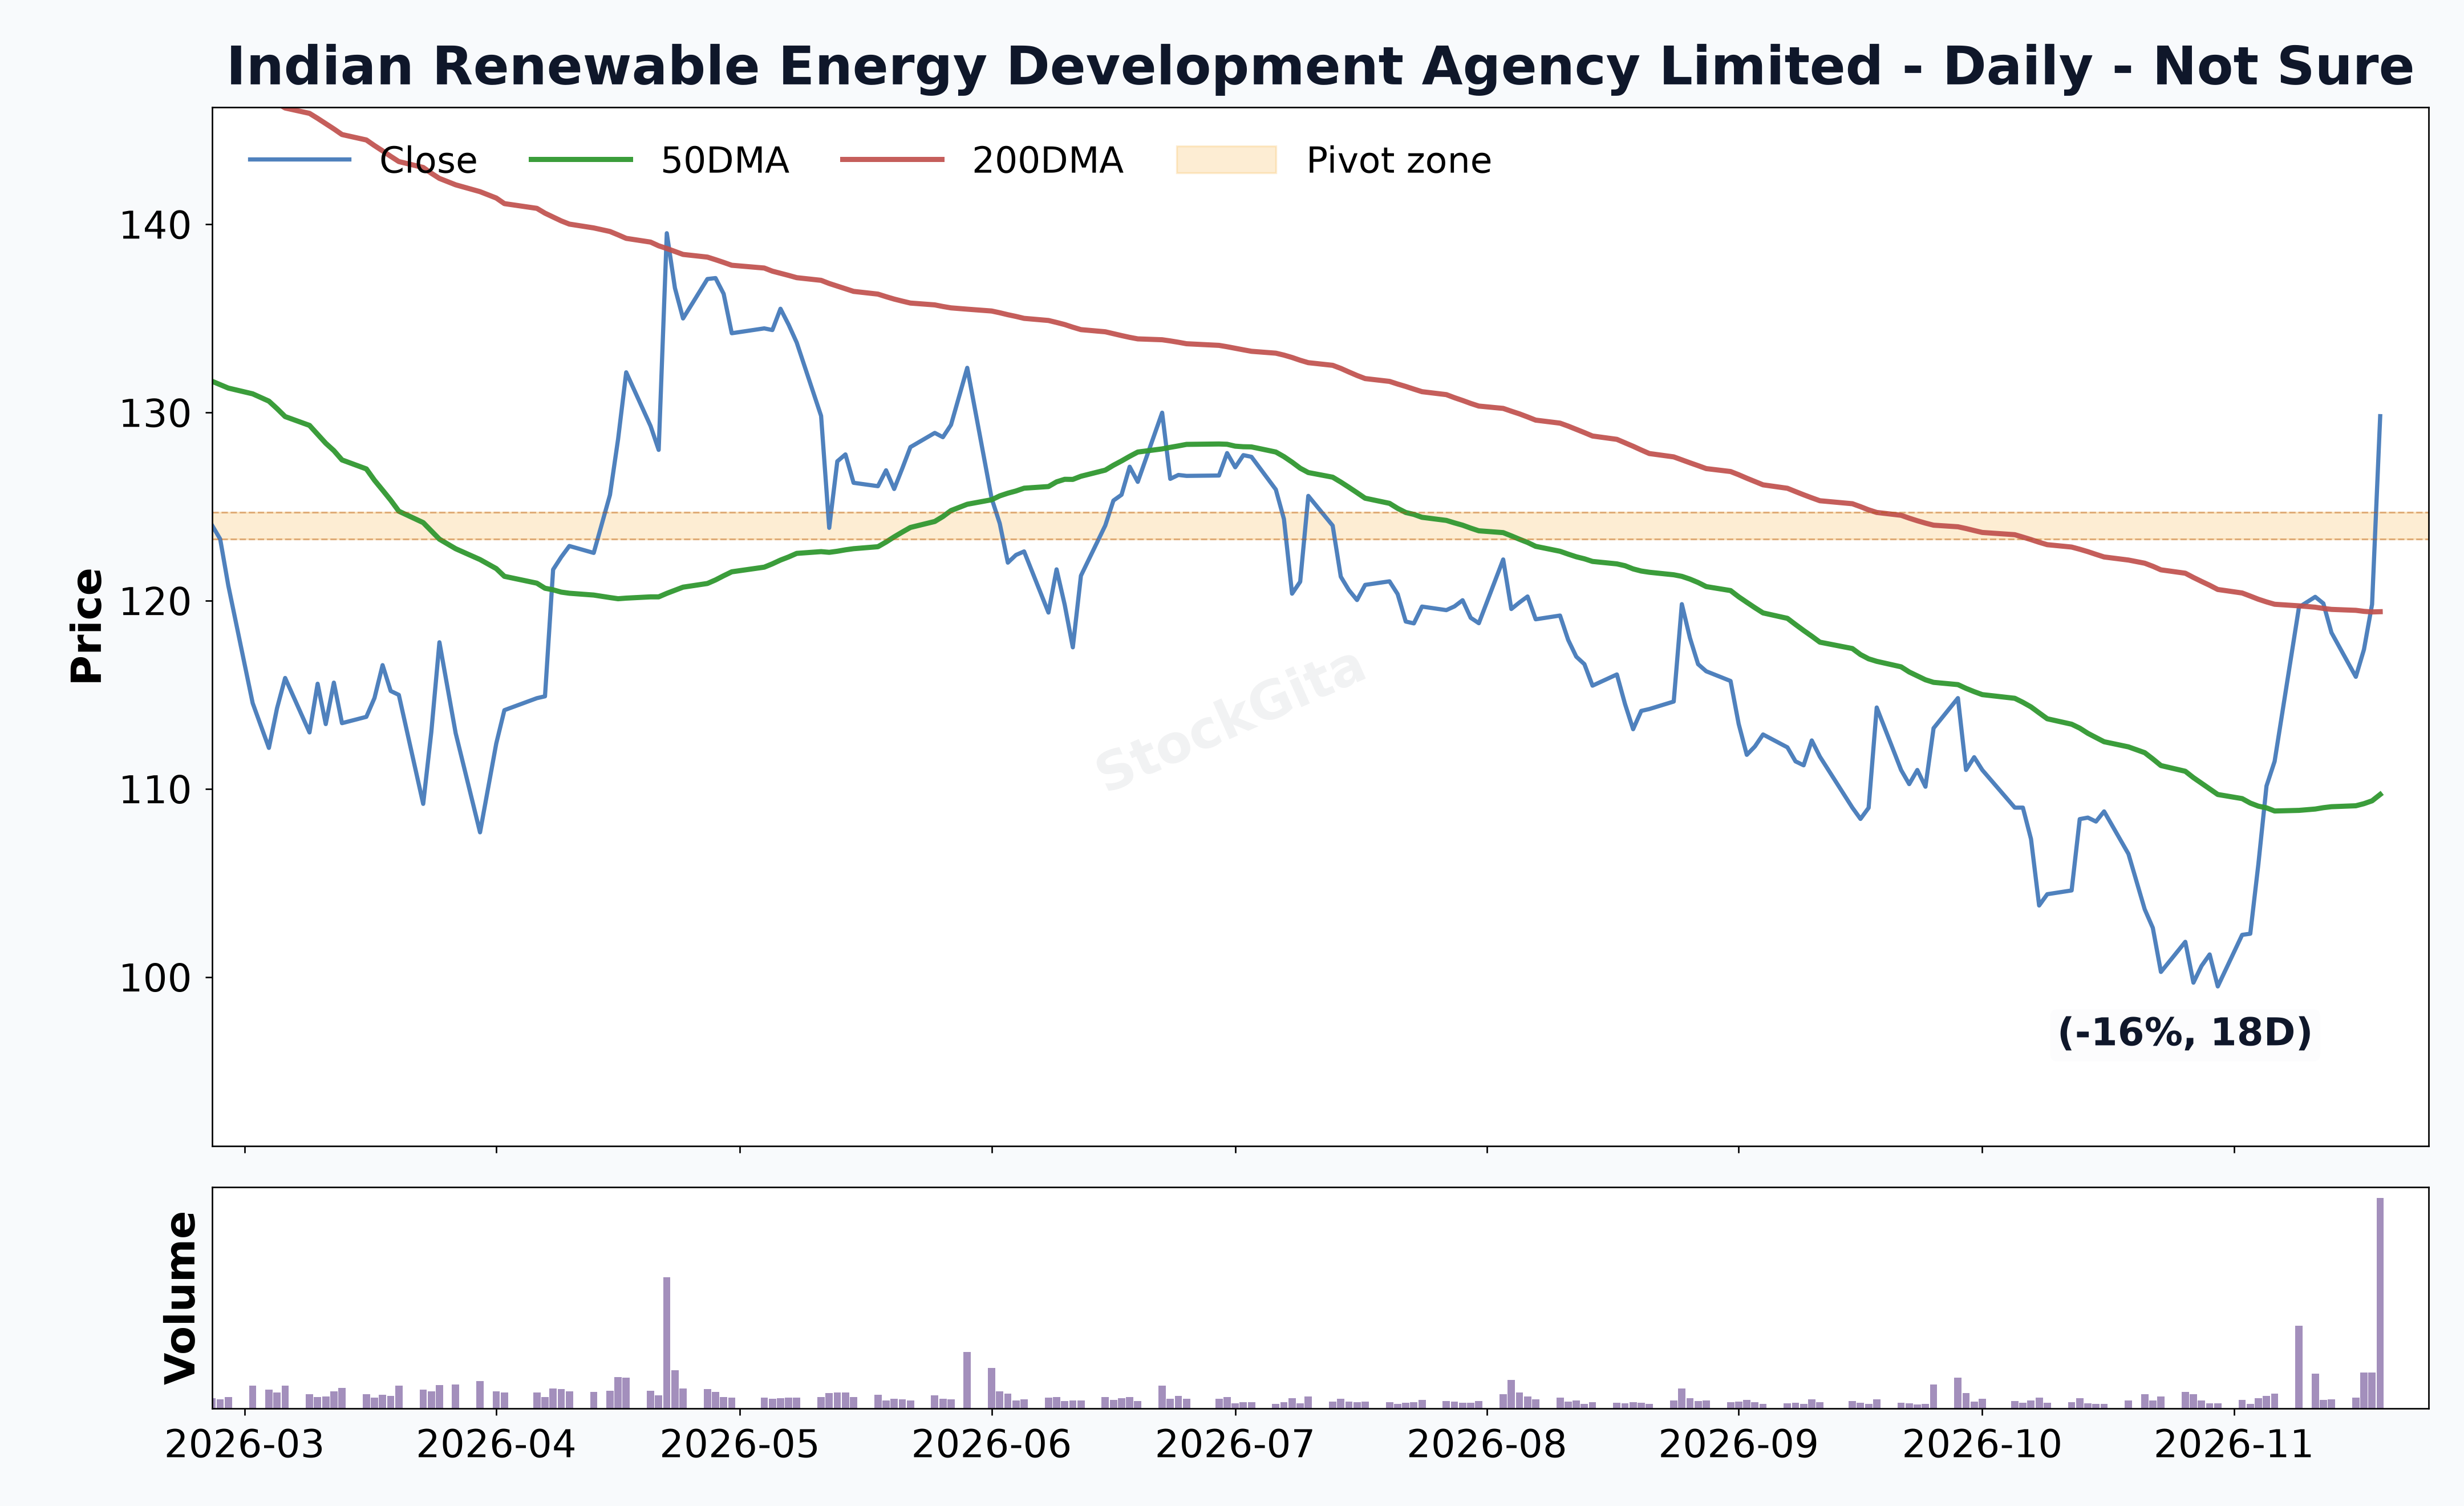 Indian Renewable Energy Development Agency Limited - Daily - Not Sure
Close 50DMA 200DMA Pivot zone
140
130
120
110
100
Price
StockGita
(-16%, 18D)
Volume
2026-03 2026-04 2026-05 2026-06 2026-07 2026-08 2026-09 2026-10 2026-11